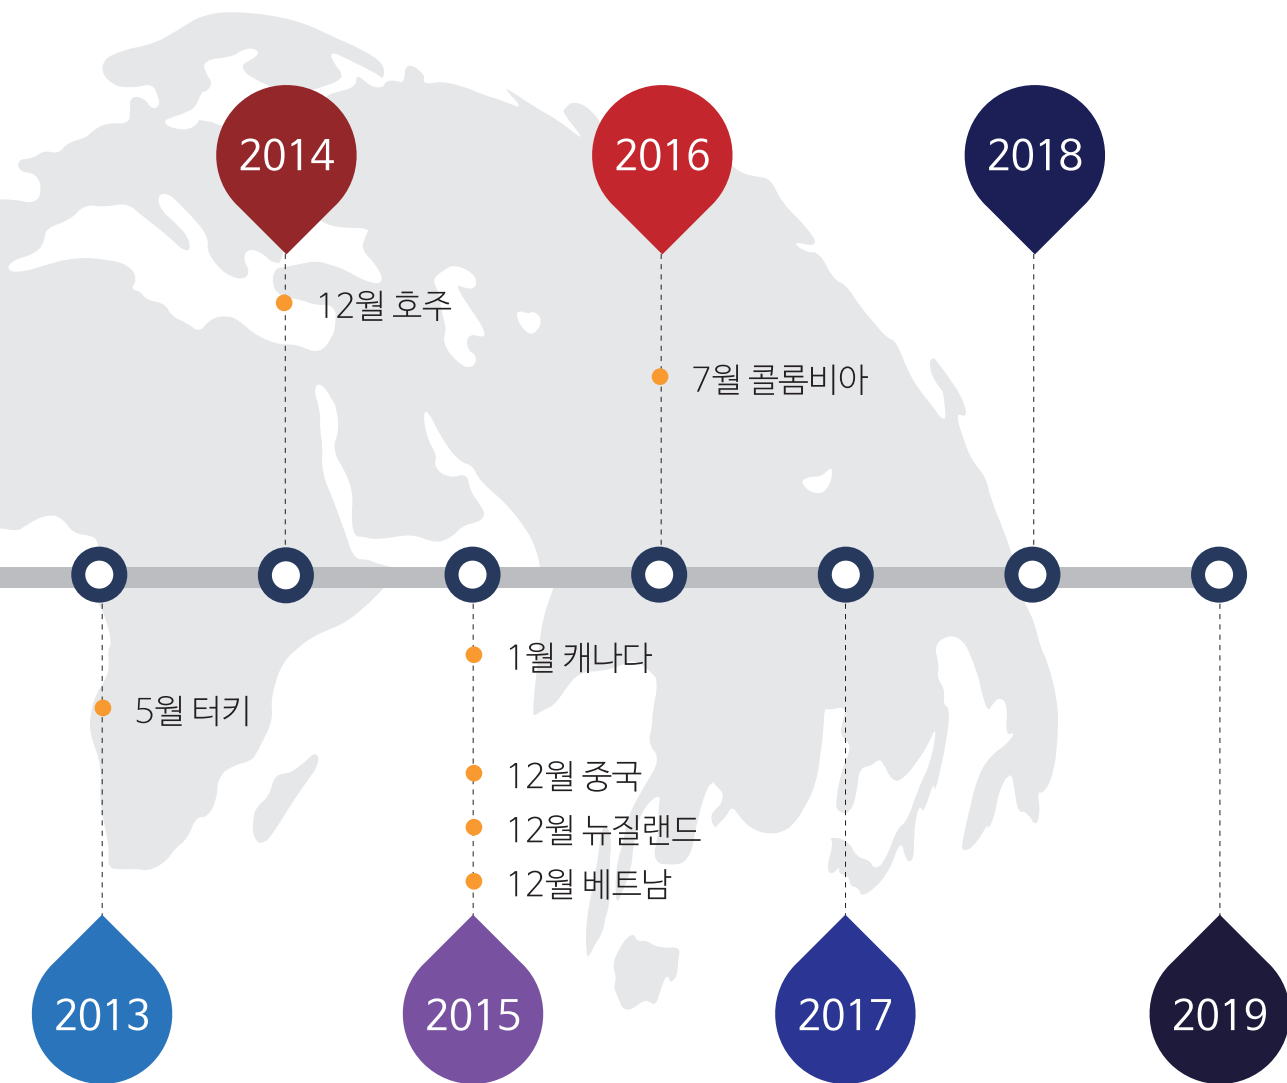 2014
2016
2018
12월 호주
7월 콜롬비아
1월 캐나다
5월 터키
12월 중국
12월 뉴질랜드
12월 베트남
2013
2015
2017
2019